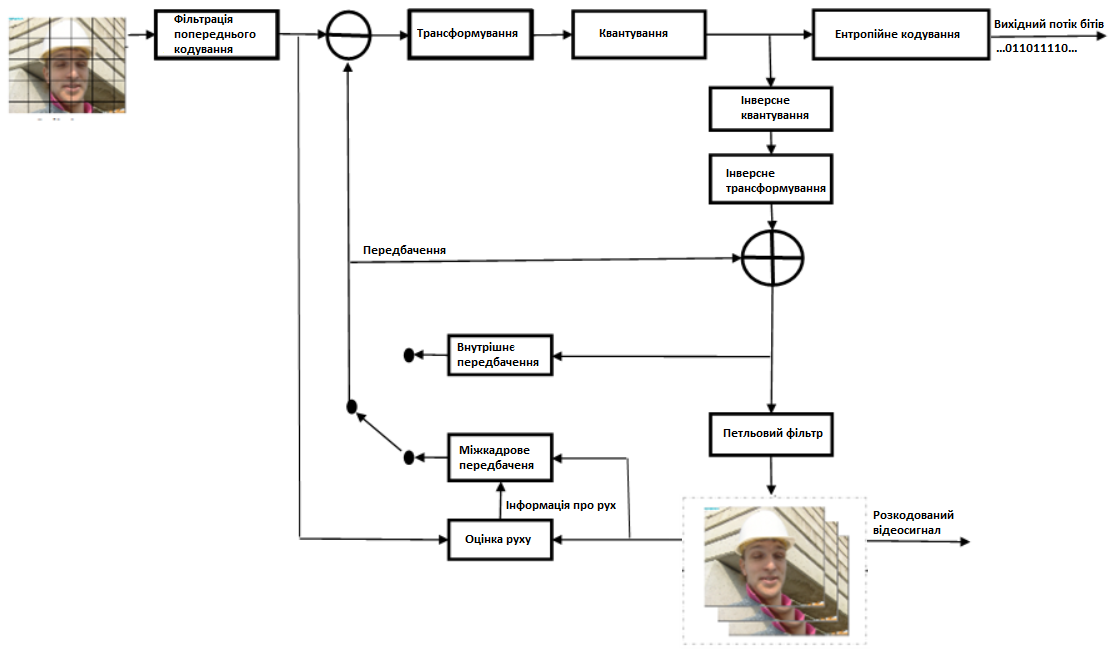 Фільтрація
попереднього
кодування
Трансформування
Квантування
Ентропійне кодування
Вихідний потік бітів
...011011110...
Інверсне
квантування
Інверсне
трансформування
Передбачення
Внутрішнє
передбачення
Петльовий фільтр
Міжкадрове
передбаченя
Інформація про рух
Оцінка руху
Розкодований
відеосигнал